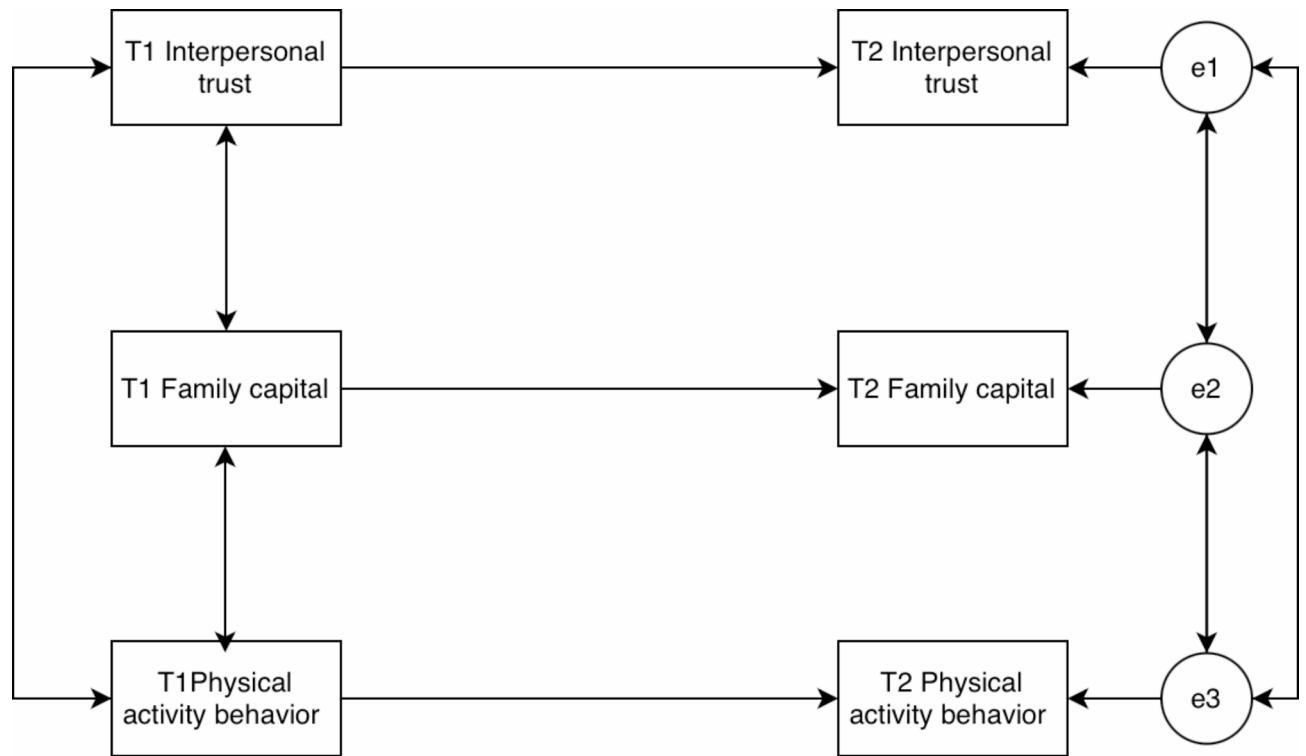 T1 Interpersonal
trust
T2 Interpersonal
trust
e1
T1 Family capital
T2 Family capital
e2
T1Physical
activity behavior
T2 Physical
activity behavior
e3